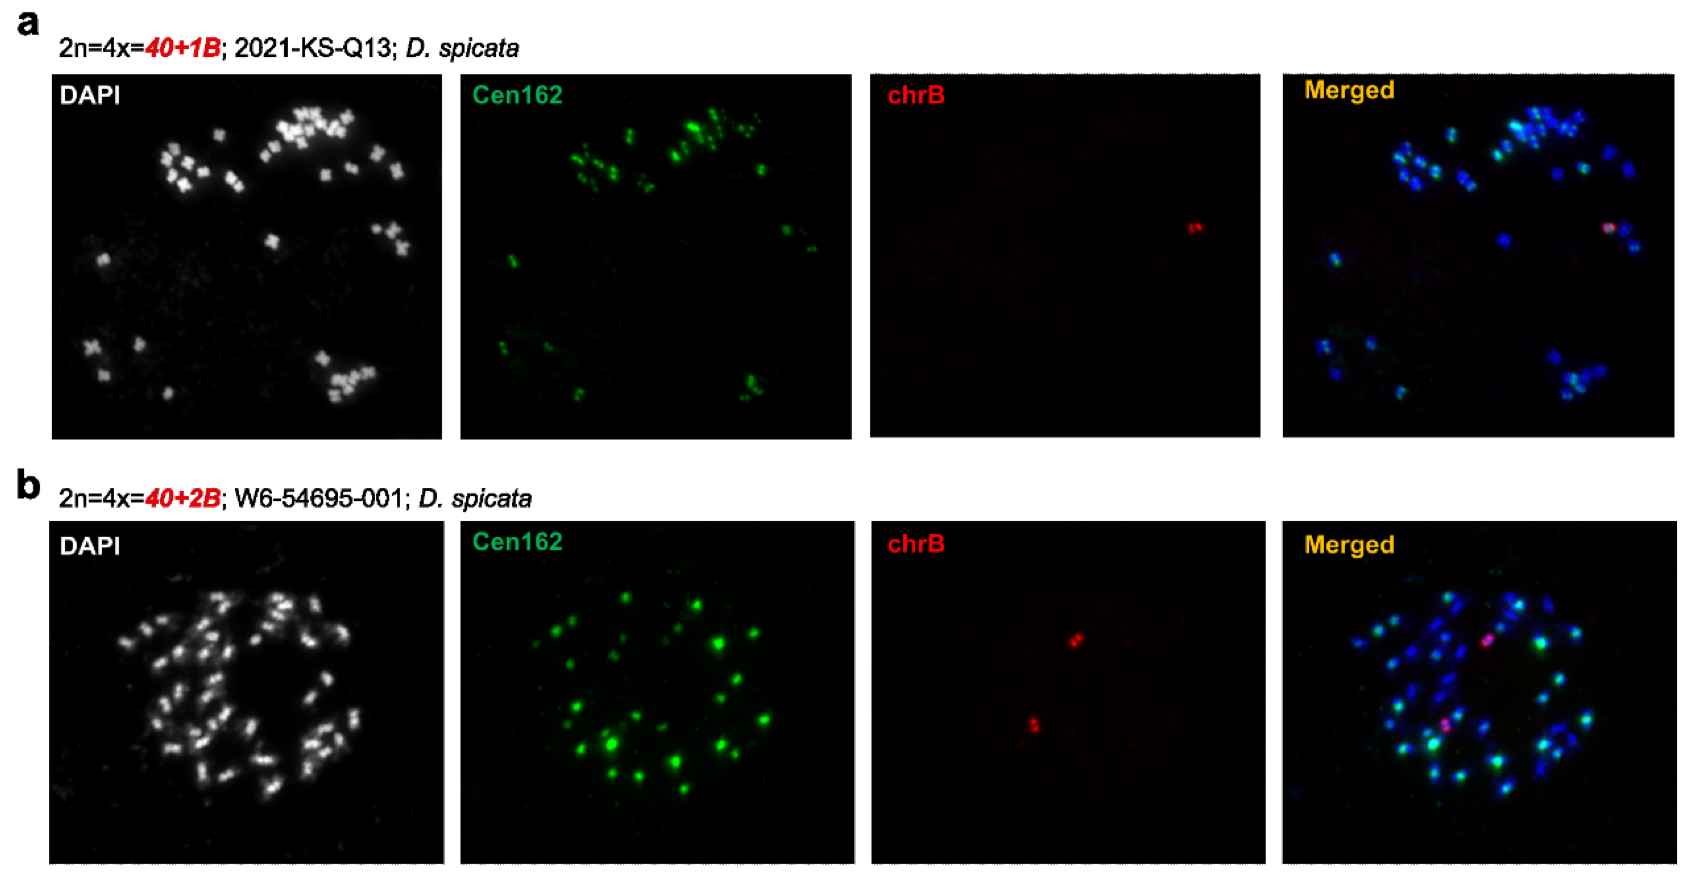 a
2n=4x=40+1B; 2021-KS-Q13; D. spicata
DAPI
Cen162
chrB
Merged
b
2n=4x=40+2B; W6-54695-001; D. spicata
DAPI
Cen162
chrB
Merged